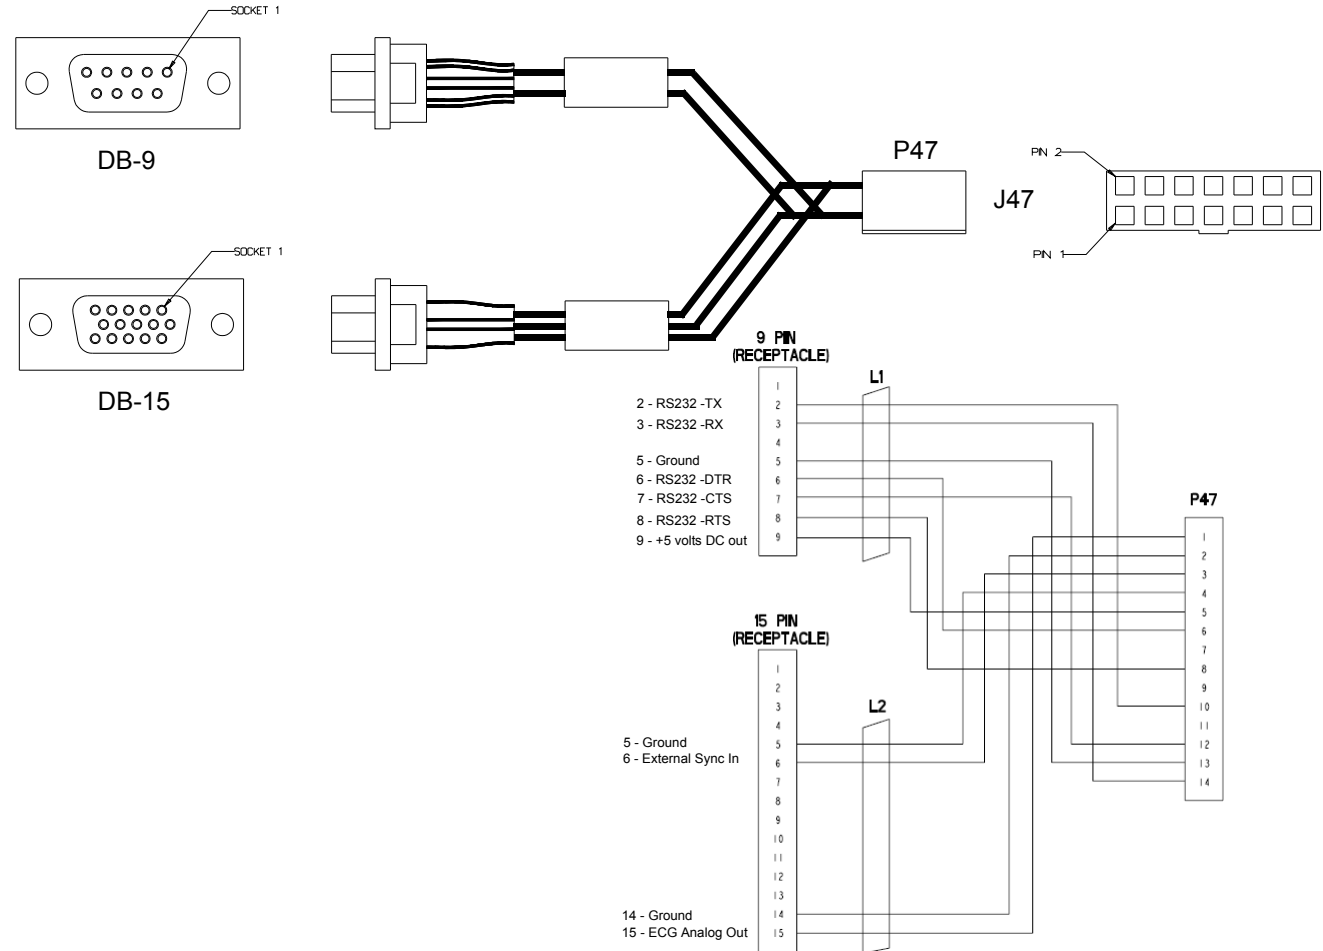 SOCKET 1
DB-9
P47
J47
PIN 2
PIN 1
SOCKET 1
DB-15
9 PIN
(RECEPTACLE)
L1
1
2 - RS232 -TX
2
3 - RS232 -RX
3
4
5 - Ground
5
6 - RS232 -DTR
6
7 - RS232 -CTS
7
8 - RS232 -RTS
8
9 - +5 volts DC out
9
P47
1
2
3
4
5
6
7
8
9
10
11
12
13
14
15 PIN
(RECEPTACLE)
L2
1
2
3
4
5 - Ground
5
6 - External Sync In
6
7
8
9
10
11
12
13
14 - Ground
14
15 - ECG Analog Out
15